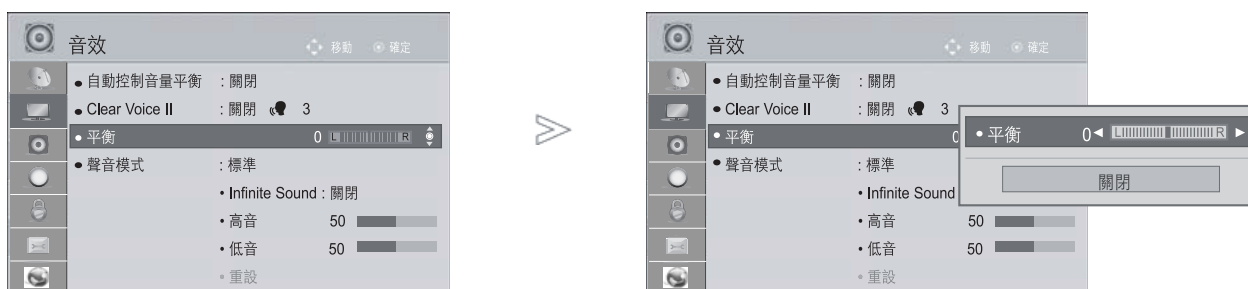 音效
移動 確定
• 自動控制音量平衡 : 關閉
• Clear Voice II : 關閉 3
• 平衡 0 L R
• 聲音模式 : 標準
• Infinite Sound : 關閉
• 高音 50
• 低音 50
• 重設
音效
移動 確定
• 自動控制音量平衡 : 關閉
• Clear Voice II : 關閉 3
• 平衡 0
• 聲音模式 : 標準
• Infinite Sound
• 高音 50
• 低音 50
• 重設
• 平衡 0 ◄ L R ►
關閉